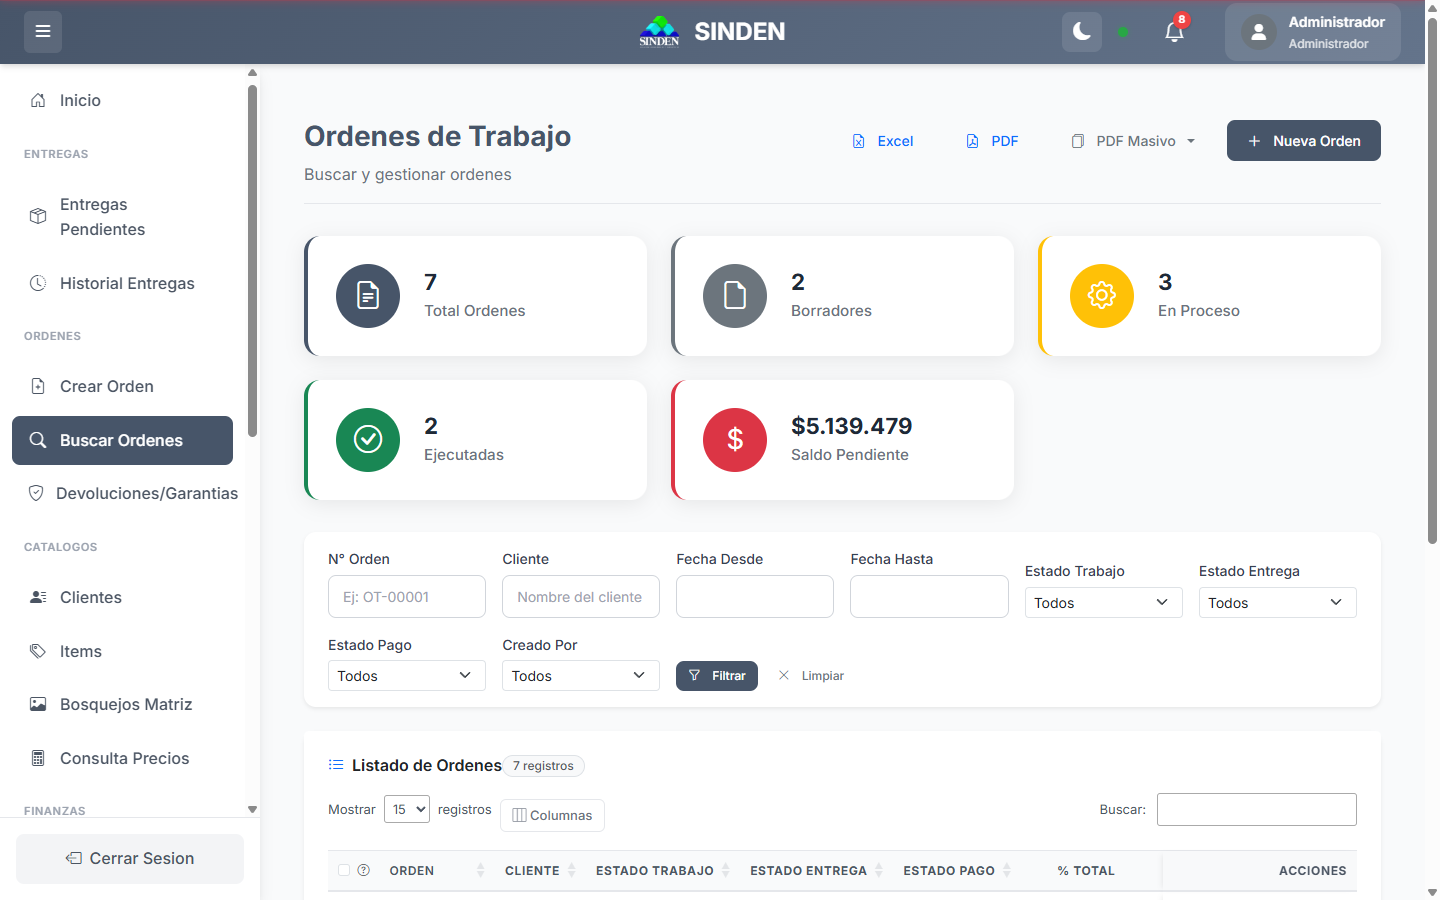 SINDEN
SINDEN
8
Administrador
Administrador
Inicio
ENTREGAS
Entregas
Pendientes
Historial Entregas
ORDENES
Crear Orden
Buscar Ordenes
Devoluciones/Garantias
CATALOGOS
Clientes
Items
Bosquejos Matriz
Consulta Precios
FINANZAS
Cerrar Sesion
Ordenes de Trabajo
Buscar y gestionar ordenes
Excel
PDF
PDF Masivo
Nueva Orden
7
Total Ordenes
2
Borradores
3
En Proceso
2
Ejecutadas
$5.139.479
Saldo Pendiente
N° Orden
Cliente
Fecha Desde
Fecha Hasta
Estado Trabajo
Estado Entrega
Ej: OT-00001
Nombre del cliente
Todos
Todos
Estado Pago
Creado Por
Todos
Todos
Filtrar
Limpiar
Listado de Ordenes 7 registros
Mostrar 15 registros Columnas
Buscar:
ORDEN CLIENTE ESTADO TRABAJO ESTADO ENTREGA ESTADO PAGO % TOTAL ACCIONES